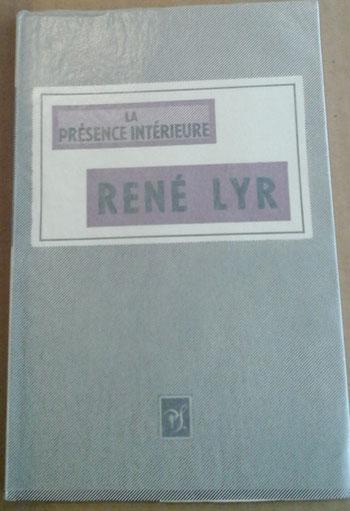 LA
PRÉSENCE INTÉRIEURE
RENÉ LYR